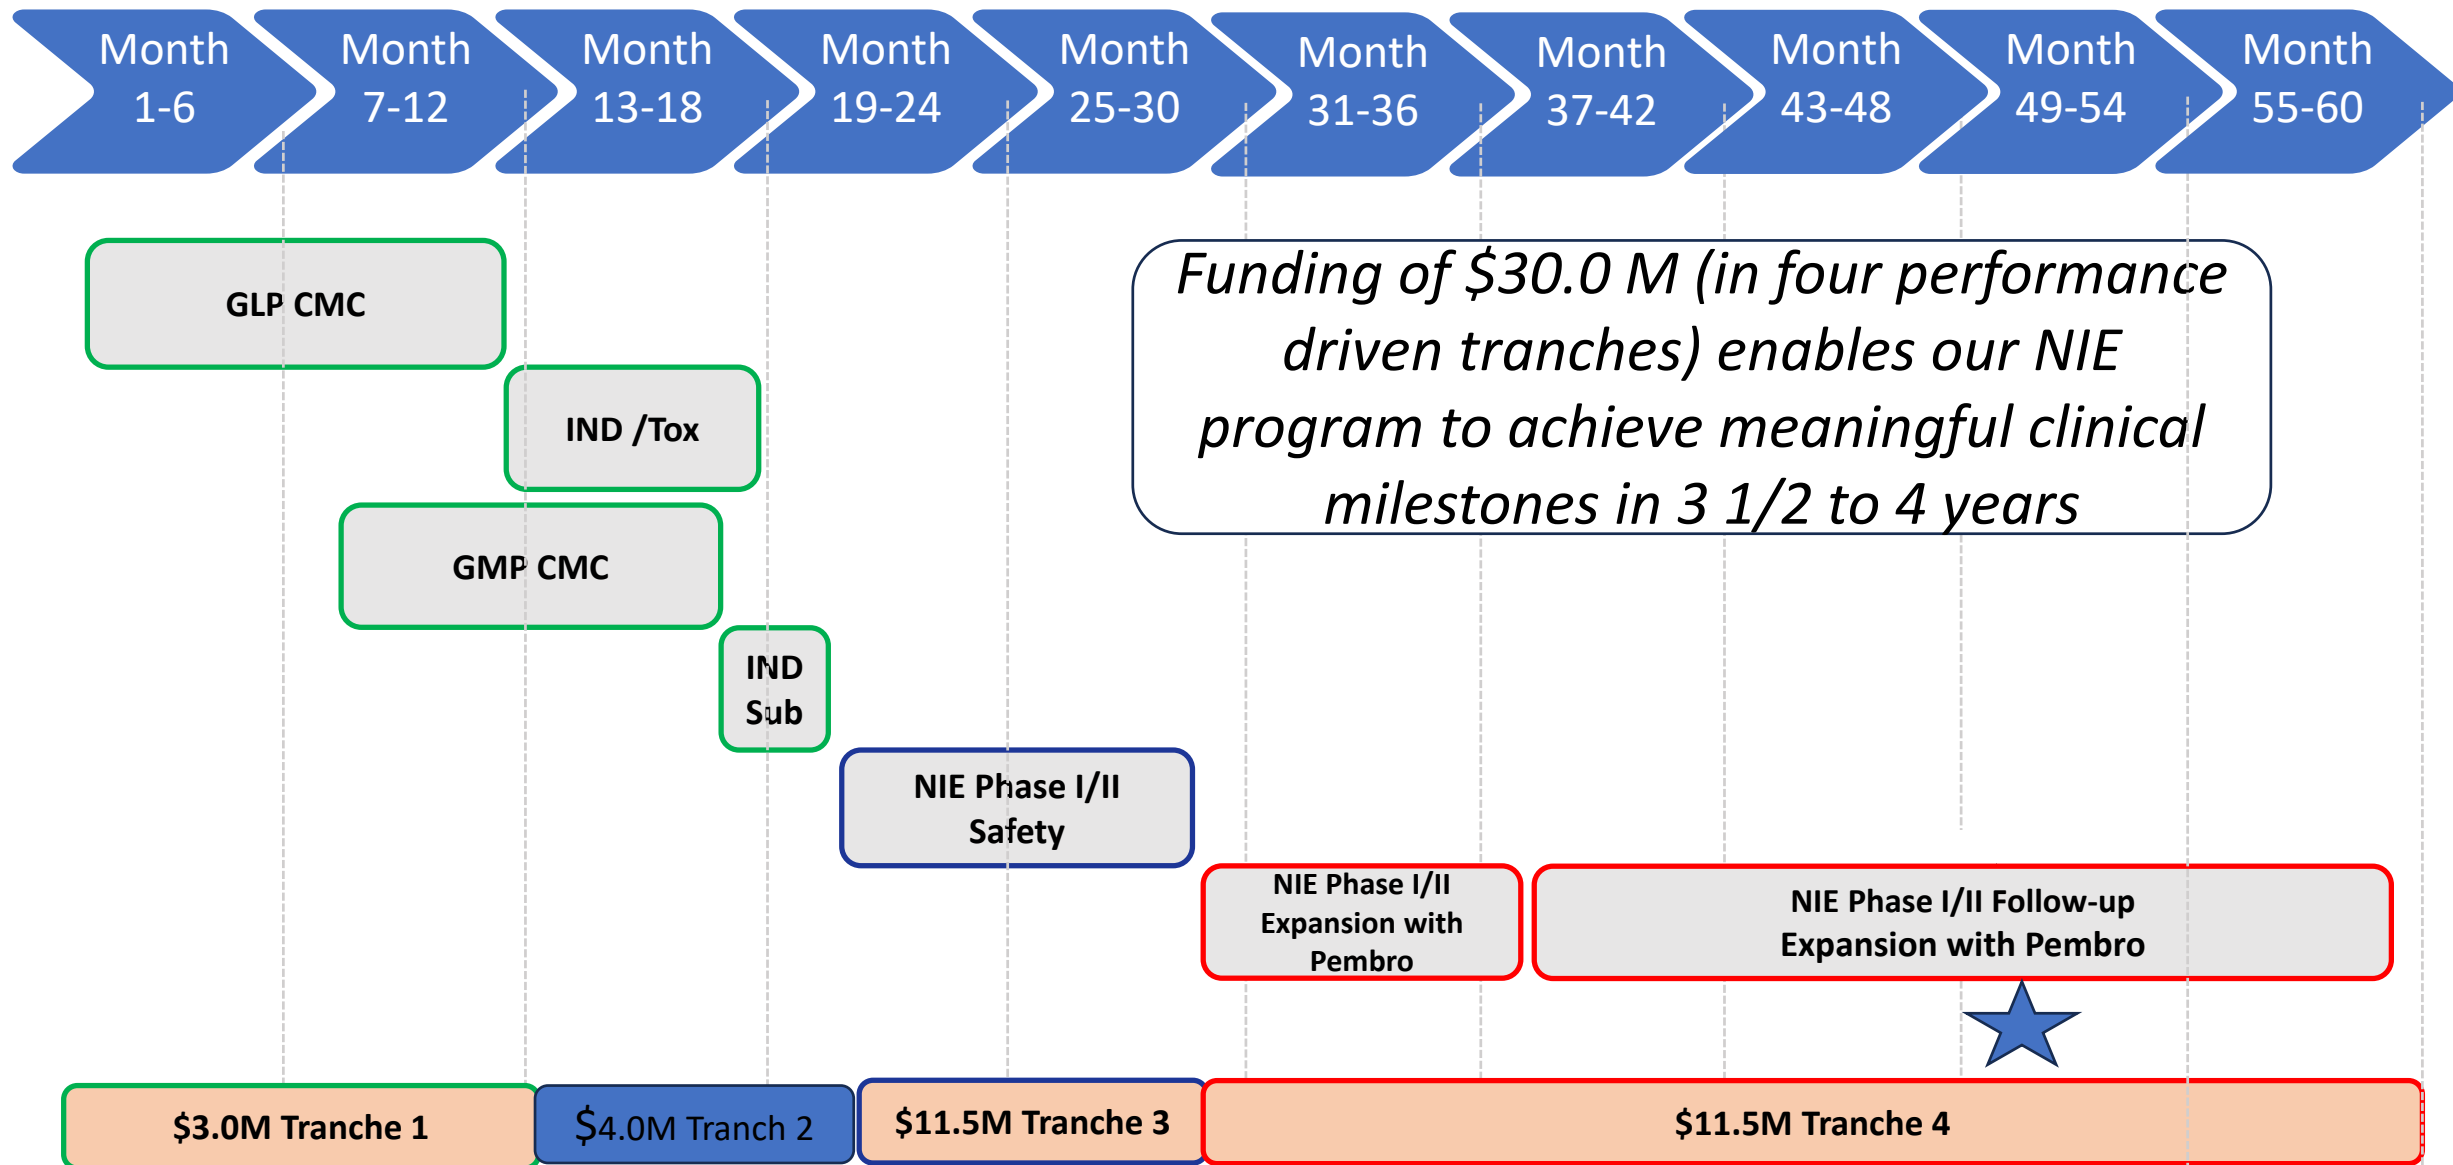 Month
1-6
Month
7-12
Month
13-18
Month
19-24
Month
25-30
Month
31-36
Month
37-42
Month
43-48
Month
49-54
Month
55-60
GLP CMC
Funding of $30.0 M (in four performance
driven tranches) enables our NIE
program to achieve meaningful clinical
milestones in 3 1/2 to 4 years
IND /Tox
GMP CMC
IND
Sub
NIE Phase I/II
Safety
NIE Phase I/II
Expansion with
Pembro
NIE Phase I/II Follow-up
Expansion with Pembro
$3.0M Tranche 1
$4.0M Tranch 2
$11.5M Tranche 3
$11.5M Tranche 4